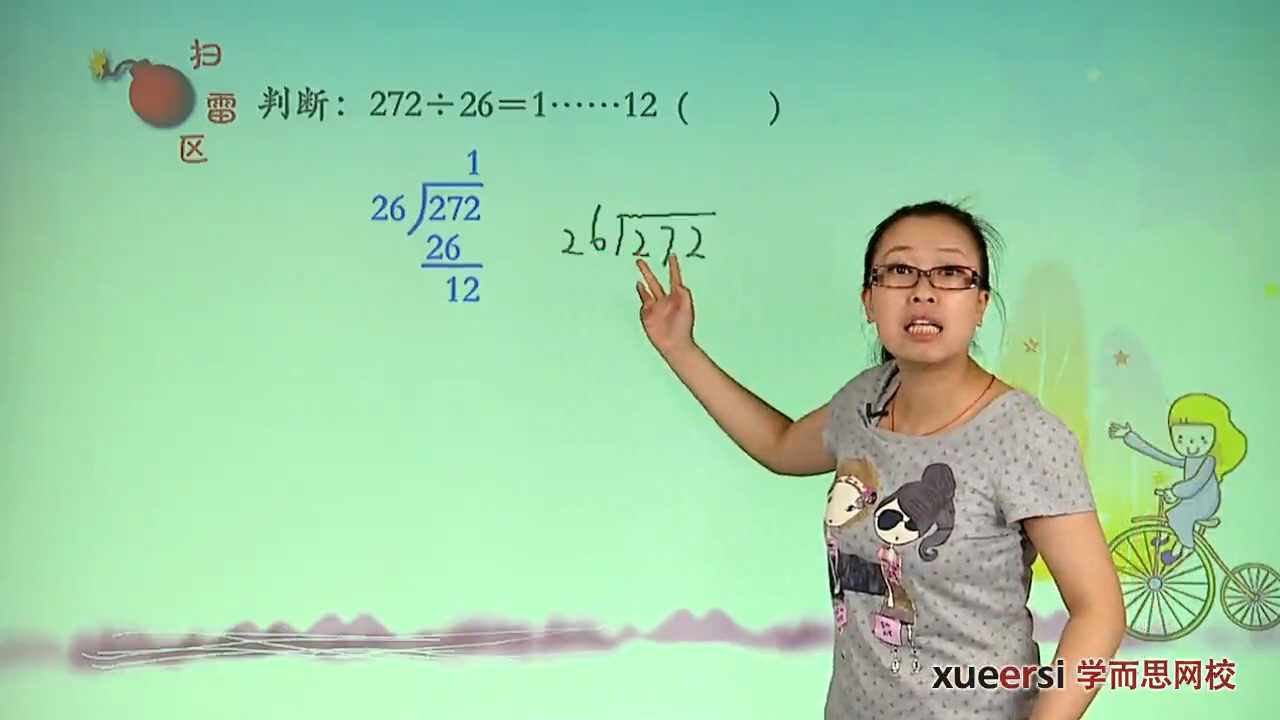 扫雷区
判断：272÷26＝1……12（　　）
1
26 272
26
12
26 272
xueersi 学而思网校